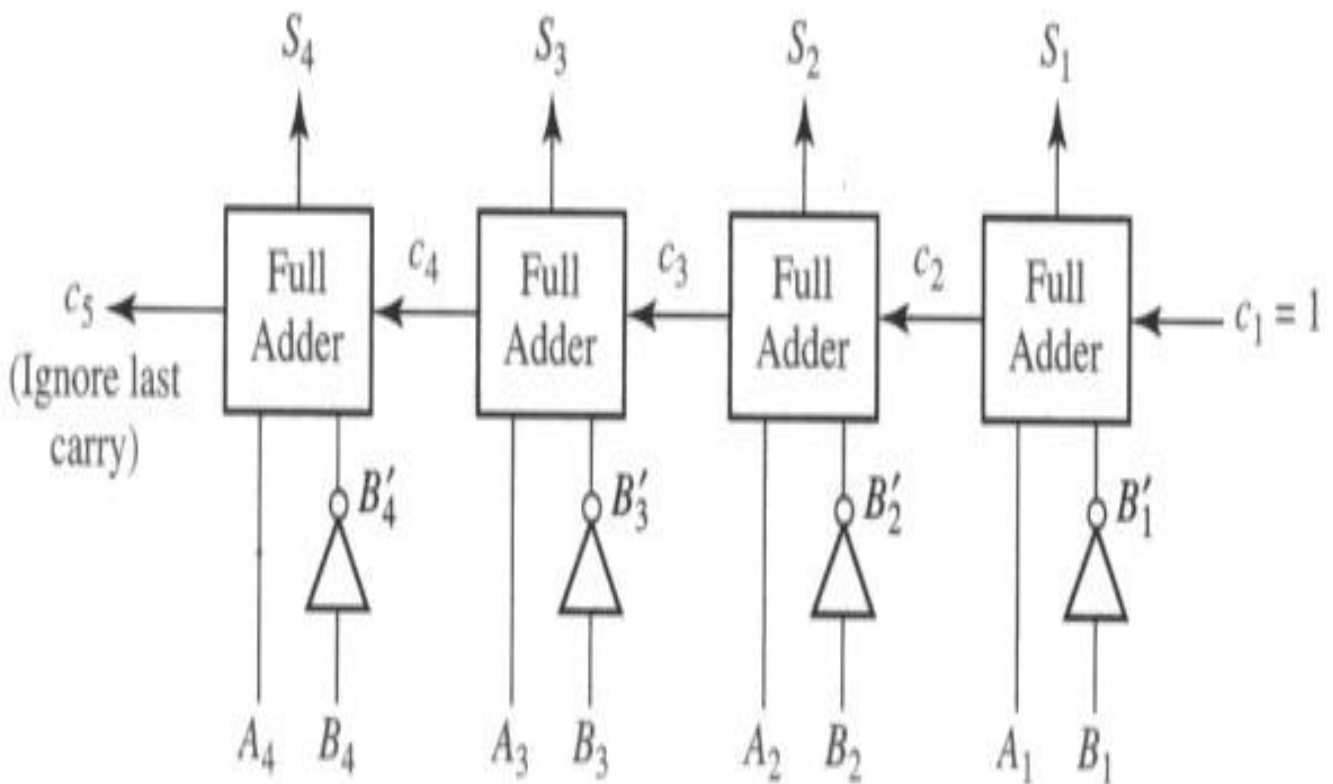 S₄ S₃ S₂ S₁
Full Adder
c₄
Full Adder
c₃
Full Adder
c₂
Full Adder
c₅
(Ignore last
carry)
c₁ = 1
B′₄ B′₃ B′₂ B′₁
A₄ B₄ A₃ B₃ A₂ B₂ A₁ B₁